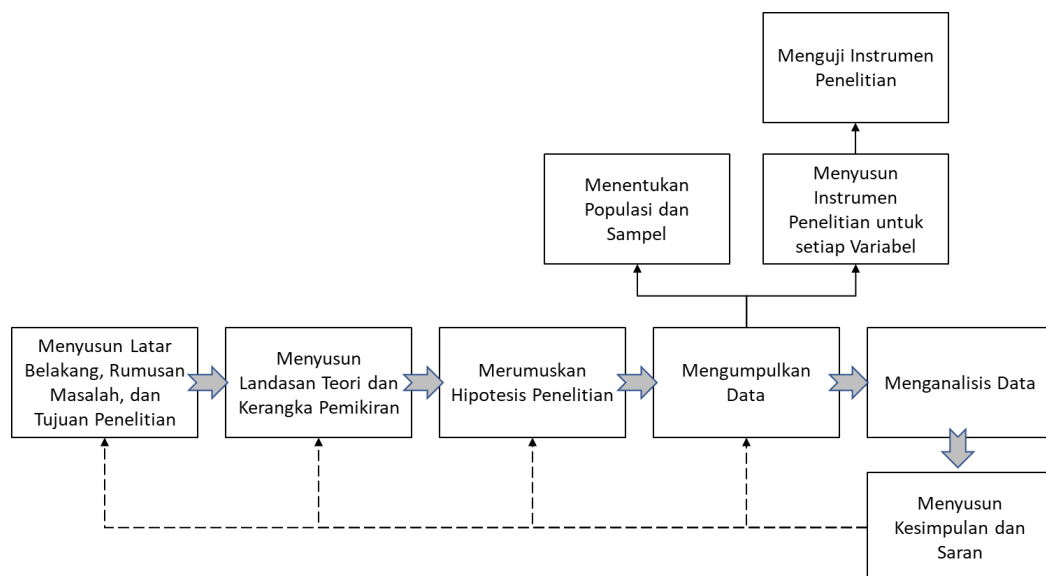 Menguji Instrumen
Penelitian
Menentukan
Populasi dan
Sampel
Menyusun
Instrumen
Penelitian untuk
setiap Variabel
Menyusun Latar
Belakang, Rumusan
Masalah, dan
Tujuan Penelitian
Menyusun
Landasan Teori dan
Kerangka Pemikiran
Merumuskan
Hipotesis Penelitian
Mengumpulkan
Data
Menganalisis Data
Menyusun
Kesimpulan dan
Saran